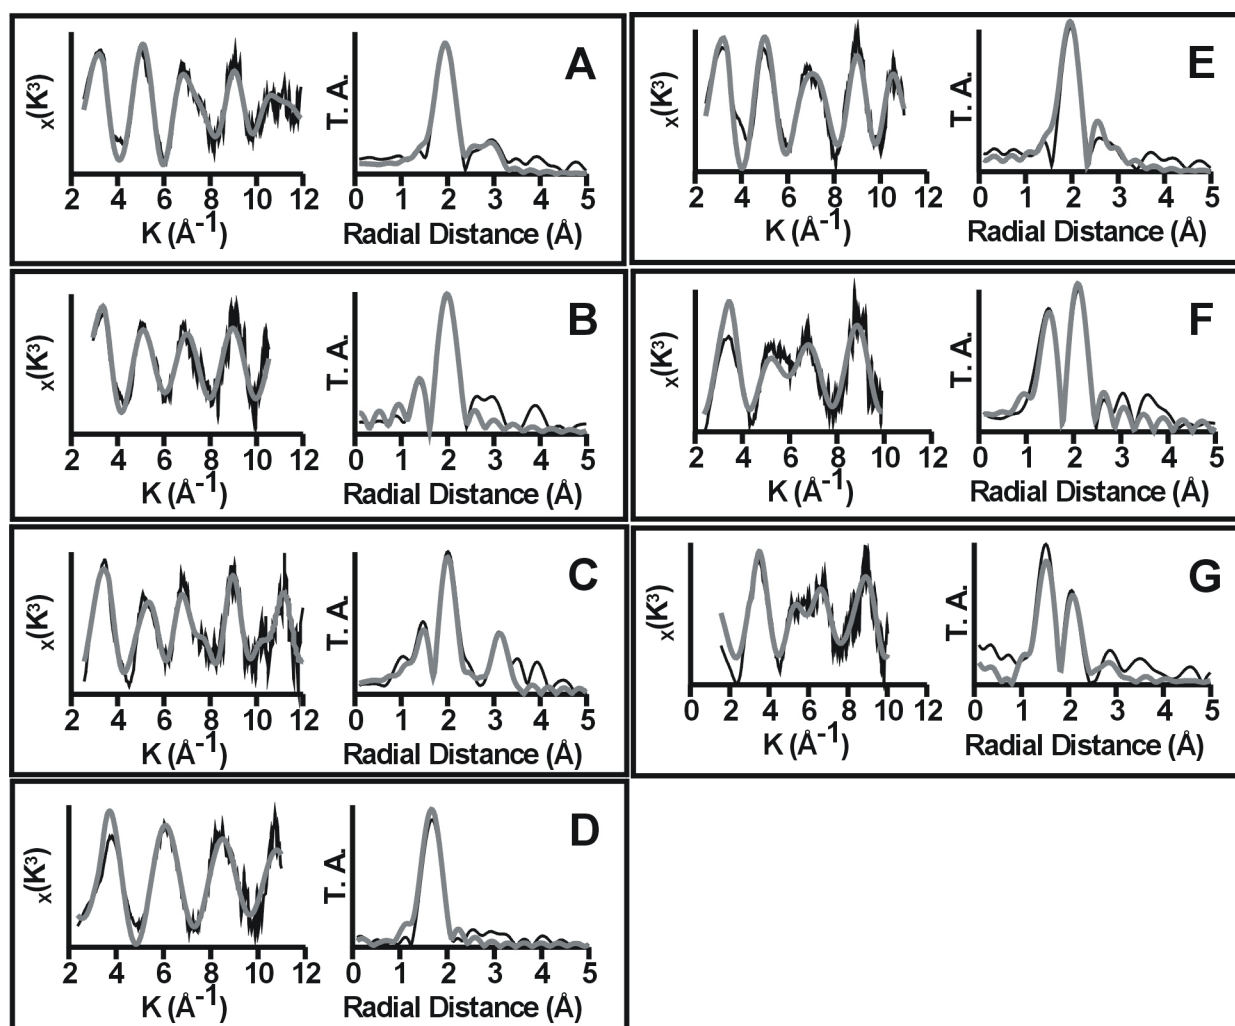 A
χ(K³)
2 4 6 8 10 12
K (Å⁻¹)
T. A.
0 1 2 3 4 5
Radial Distance (Å)
B
χ(K³)
2 4 6 8 10 12
K (Å⁻¹)
T. A.
0 1 2 3 4 5
Radial Distance (Å)
C
χ(K³)
2 4 6 8 10 12
K (Å⁻¹)
T. A.
0 1 2 3 4 5
Radial Distance (Å)
D
χ(K³)
2 4 6 8 10 12
K (Å⁻¹)
T. A.
0 1 2 3 4 5
Radial Distance (Å)
E
χ(K³)
2 4 6 8 10 12
K (Å⁻¹)
T. A.
0 1 2 3 4 5
Radial Distance (Å)
F
χ(K³)
2 4 6 8 10 12
K (Å⁻¹)
T. A.
0 1 2 3 4 5
Radial Distance (Å)
G
χ(K³)
0 2 4 6 8 10 12
K (Å⁻¹)
T. A.
0 1 2 3 4 5
Radial Distance (Å)